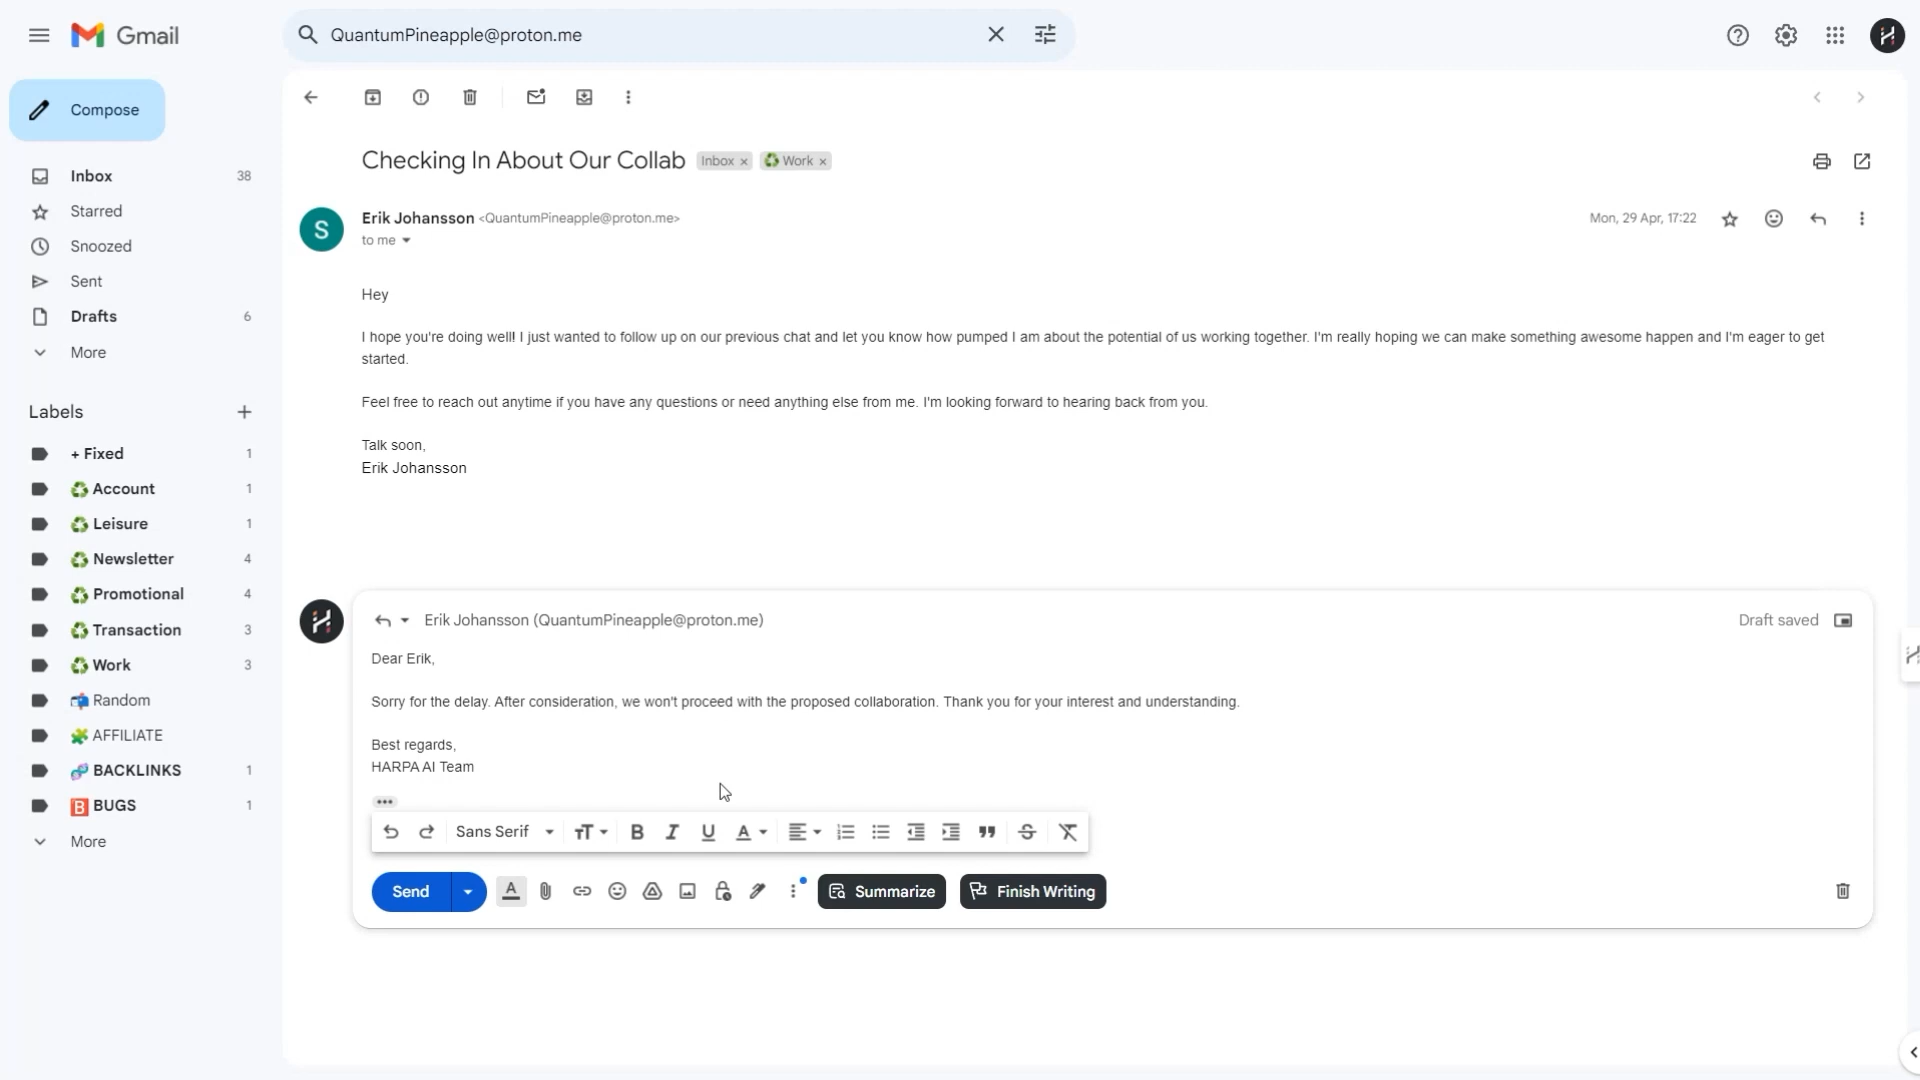 Gmail
QuantumPineapple@proton.me
Compose
Inbox 38
Starred
Snoozed
Sent
Drafts 6
More
Labels
+ Fixed 1
Account 1
Leisure 1
Newsletter 4
Promotional 4
Transaction 3
Work 3
Random
AFFILIATE
BACKLINKS 1
B BUGS 1
More
Checking In About Our Collab Inbox × Work ×
S
Erik Johansson <QuantumPineapple@proton.me>
Mon, 29 Apr, 17:22
to me
Hey
I hope you're doing well! I just wanted to follow up on our previous chat and let you know how pumped I am about the potential of us working together. I'm really hoping we can make something awesome happen and I'm eager to get
started.
Feel free to reach out anytime if you have any questions or need anything else from me. I'm looking forward to hearing back from you.
Talk soon,
Erik Johansson
Erik Johansson (QuantumPineapple@proton.me)
Draft saved
Dear Erik,
Sorry for the delay. After consideration, we won't proceed with the proposed collaboration. Thank you for your interest and understanding.
Best regards,
HARPA AI Team
Sans Serif
Send
Summarize
Finish Writing